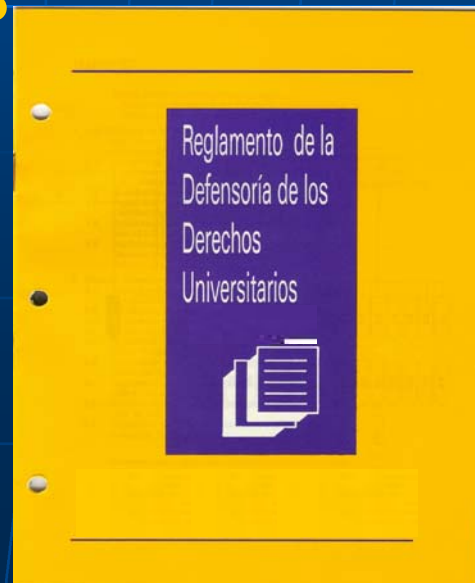 Reglamento de la
Defensoría de los
Derechos
Universitarios